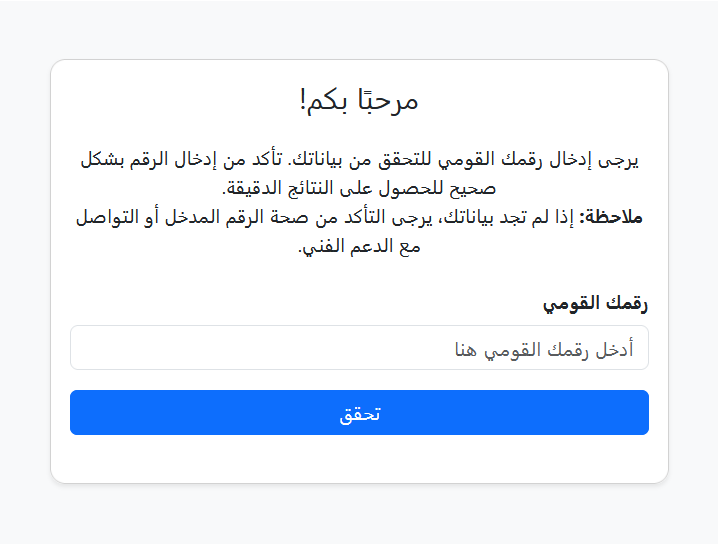 مرحبًا بكم!
يرجى إدخال رقمك القومي للتحقق من بياناتك. تأكد من إدخال الرقم بشكل
صحيح للحصول على النتائج الدقيقة.
ملاحظة: إذا لم تجد بياناتك، يرجى التأكد من صحة الرقم المدخل أو التواصل
مع الدعم الفني.
رقمك القومي
أدخل رقمك القومي هنا
تحقق